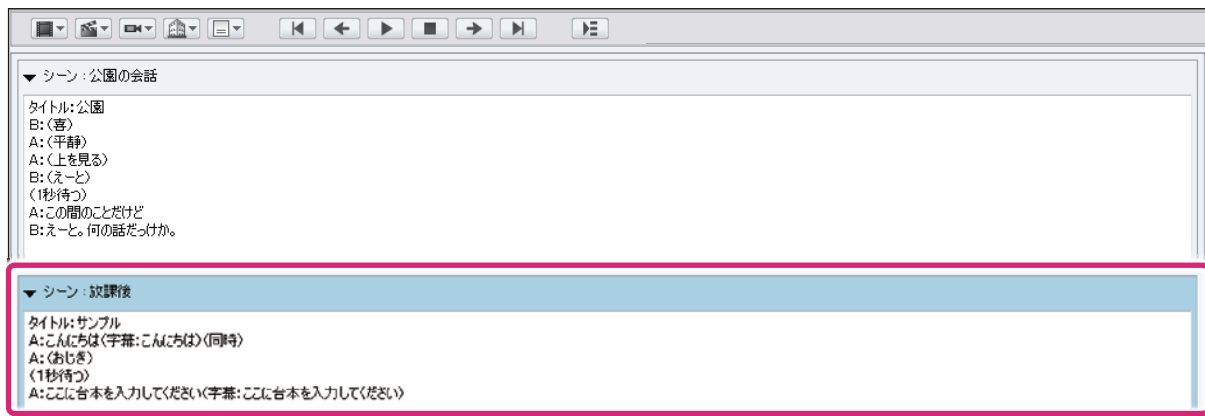 シーン：公園の会話
タイトル：公園
B：（喜）
A：（平静）
A：（上を見る）
B：（えーと）
（1秒待つ）
A：この間のことだけど
B：えーと。何の話だっけか。
シーン：放課後
タイトル：サンプル
A：こんにちは（字幕：こんにちは）（同時）
A：（おじぎ）
（1秒待つ）
A：ここに台本を入力してください（字幕：ここに台本を入力してください）